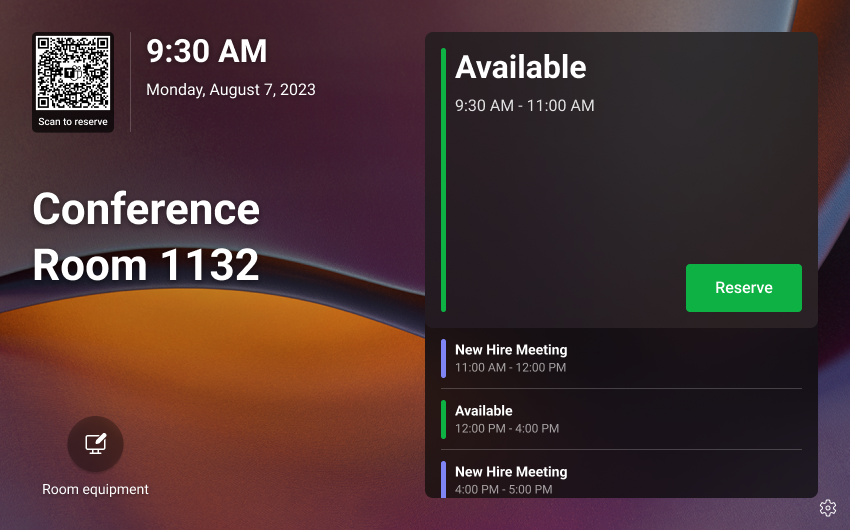 Scan to reserve
9:30 AM
Monday, August 7, 2023
Conference
Room 1132
Room equipment
Available
9:30 AM - 11:00 AM
Reserve
New Hire Meeting
11:00 AM - 12:00 PM
Available
12:00 PM - 4:00 PM
New Hire Meeting
4:00 PM - 5:00 PM